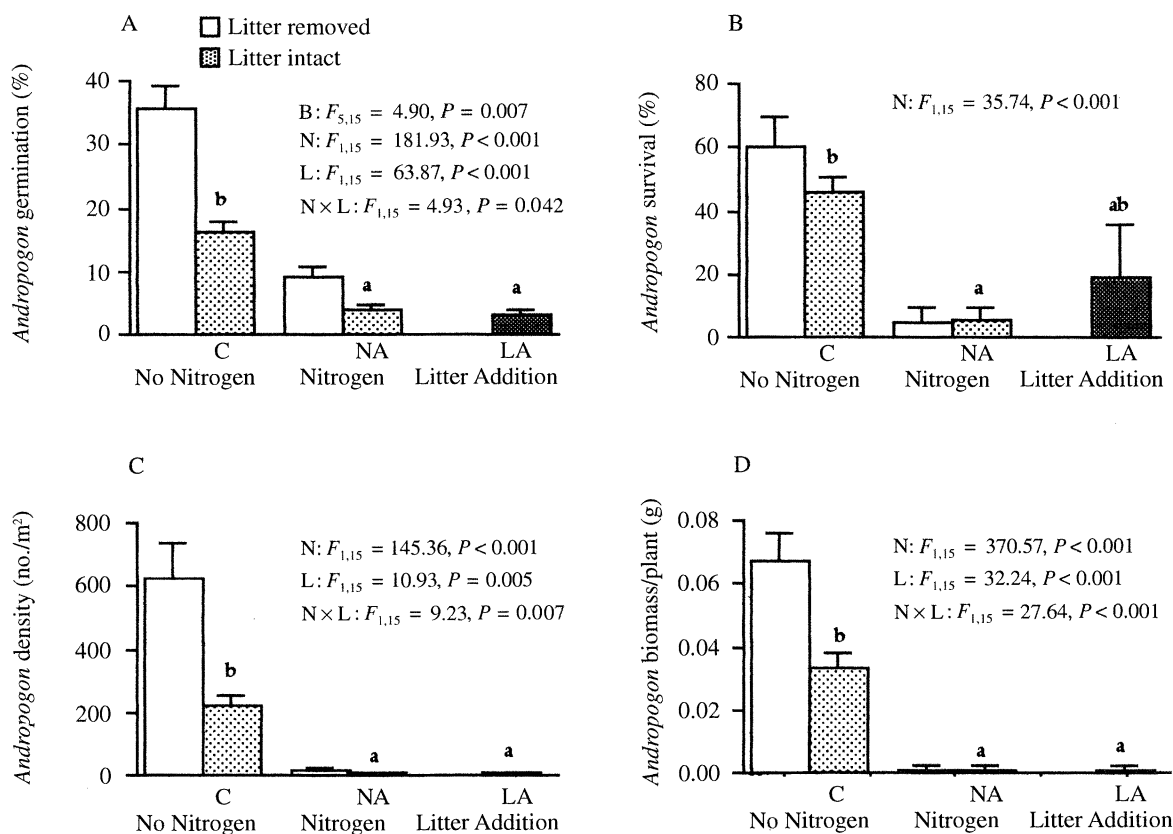 A
Litter removed
Litter intact
Andropogon germination (%)
40
30
20
10
0
B: F5,15 = 4.90, P = 0.007
N: F1,15 = 181.93, P < 0.001
L: F1,15 = 63.87, P < 0.001
N × L: F1,15 = 4.93, P = 0.042
b
a
a
C NA LA
No Nitrogen Nitrogen Litter Addition
B
Andropogon survival (%)
80
60
40
20
0
N: F1,15 = 35.74, P < 0.001
b
a
ab
C NA LA
No Nitrogen Nitrogen Litter Addition
C
Andropogon density (no./m²)
800
600
400
200
0
N: F1,15 = 145.36, P < 0.001
L: F1,15 = 10.93, P = 0.005
N × L: F1,15 = 9.23, P = 0.007
b
a
a
C NA LA
No Nitrogen Nitrogen Litter Addition
D
Andropogon biomass/plant (g)
0.08
0.06
0.04
0.02
0.00
N: F1,15 = 370.57, P < 0.001
L: F1,15 = 32.24, P < 0.001
N × L: F1,15 = 27.64, P < 0.001
b
a
a
C NA LA
No Nitrogen Nitrogen Litter Addition